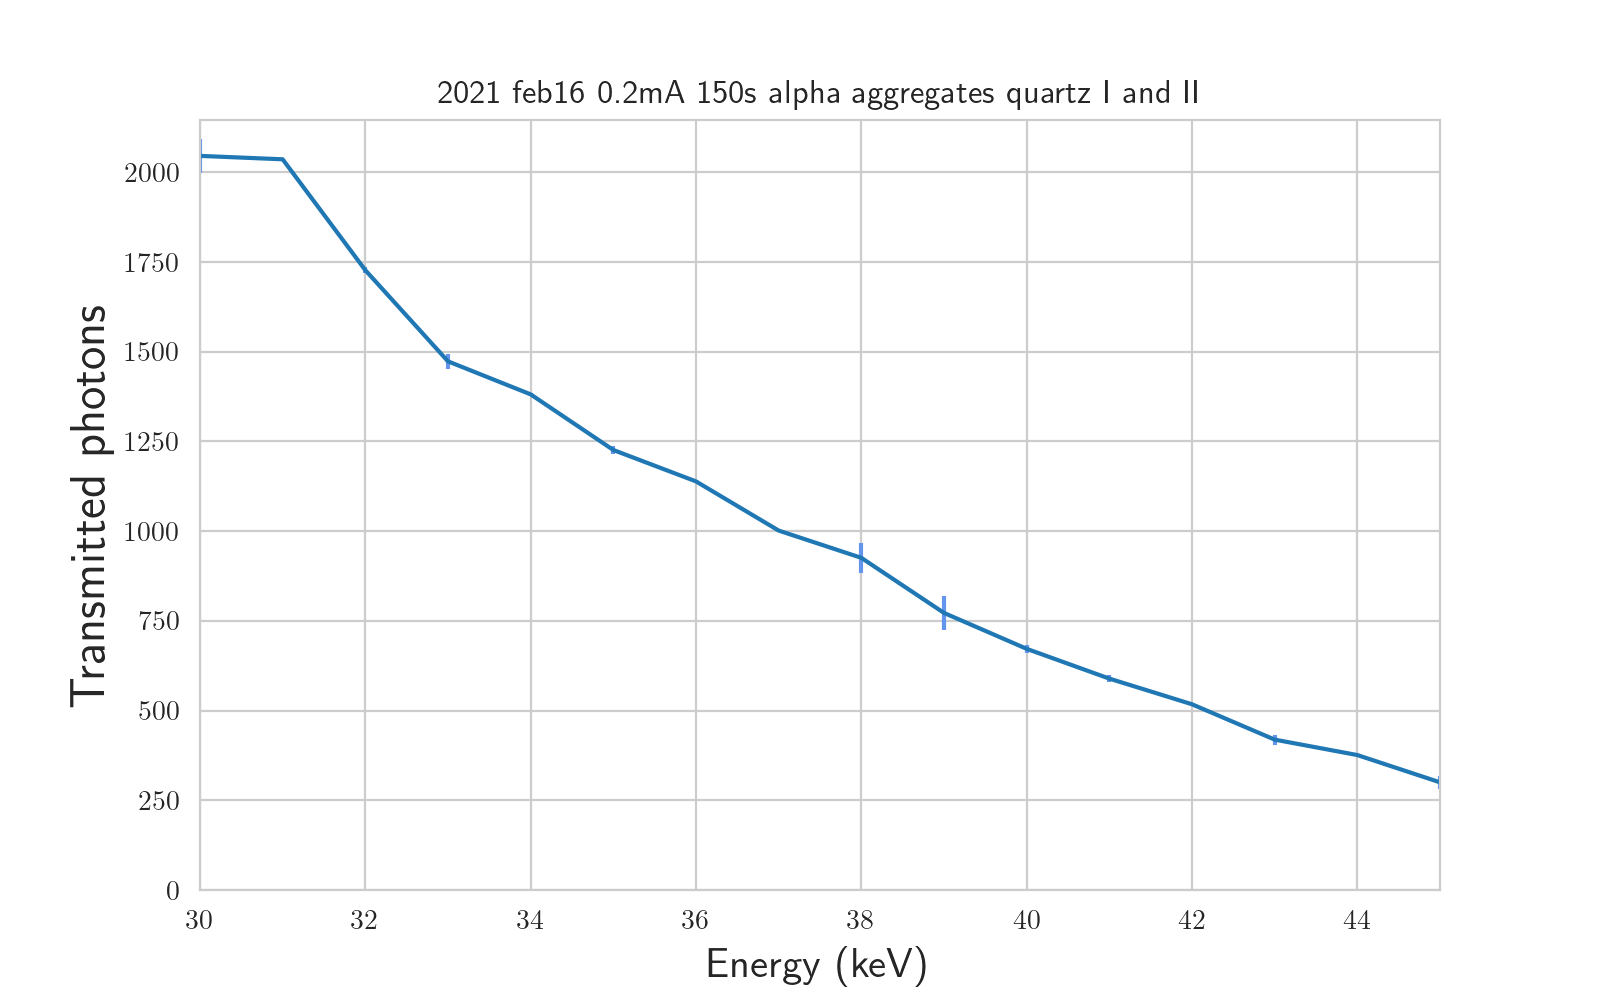 2021 feb16 0.2mA 150s alpha aggregates quartz I and II
Transmitted photons
2000
1750
1500
1250
1000
750
500
250
0
30 32 34 36 38 40 42 44
Energy (keV)